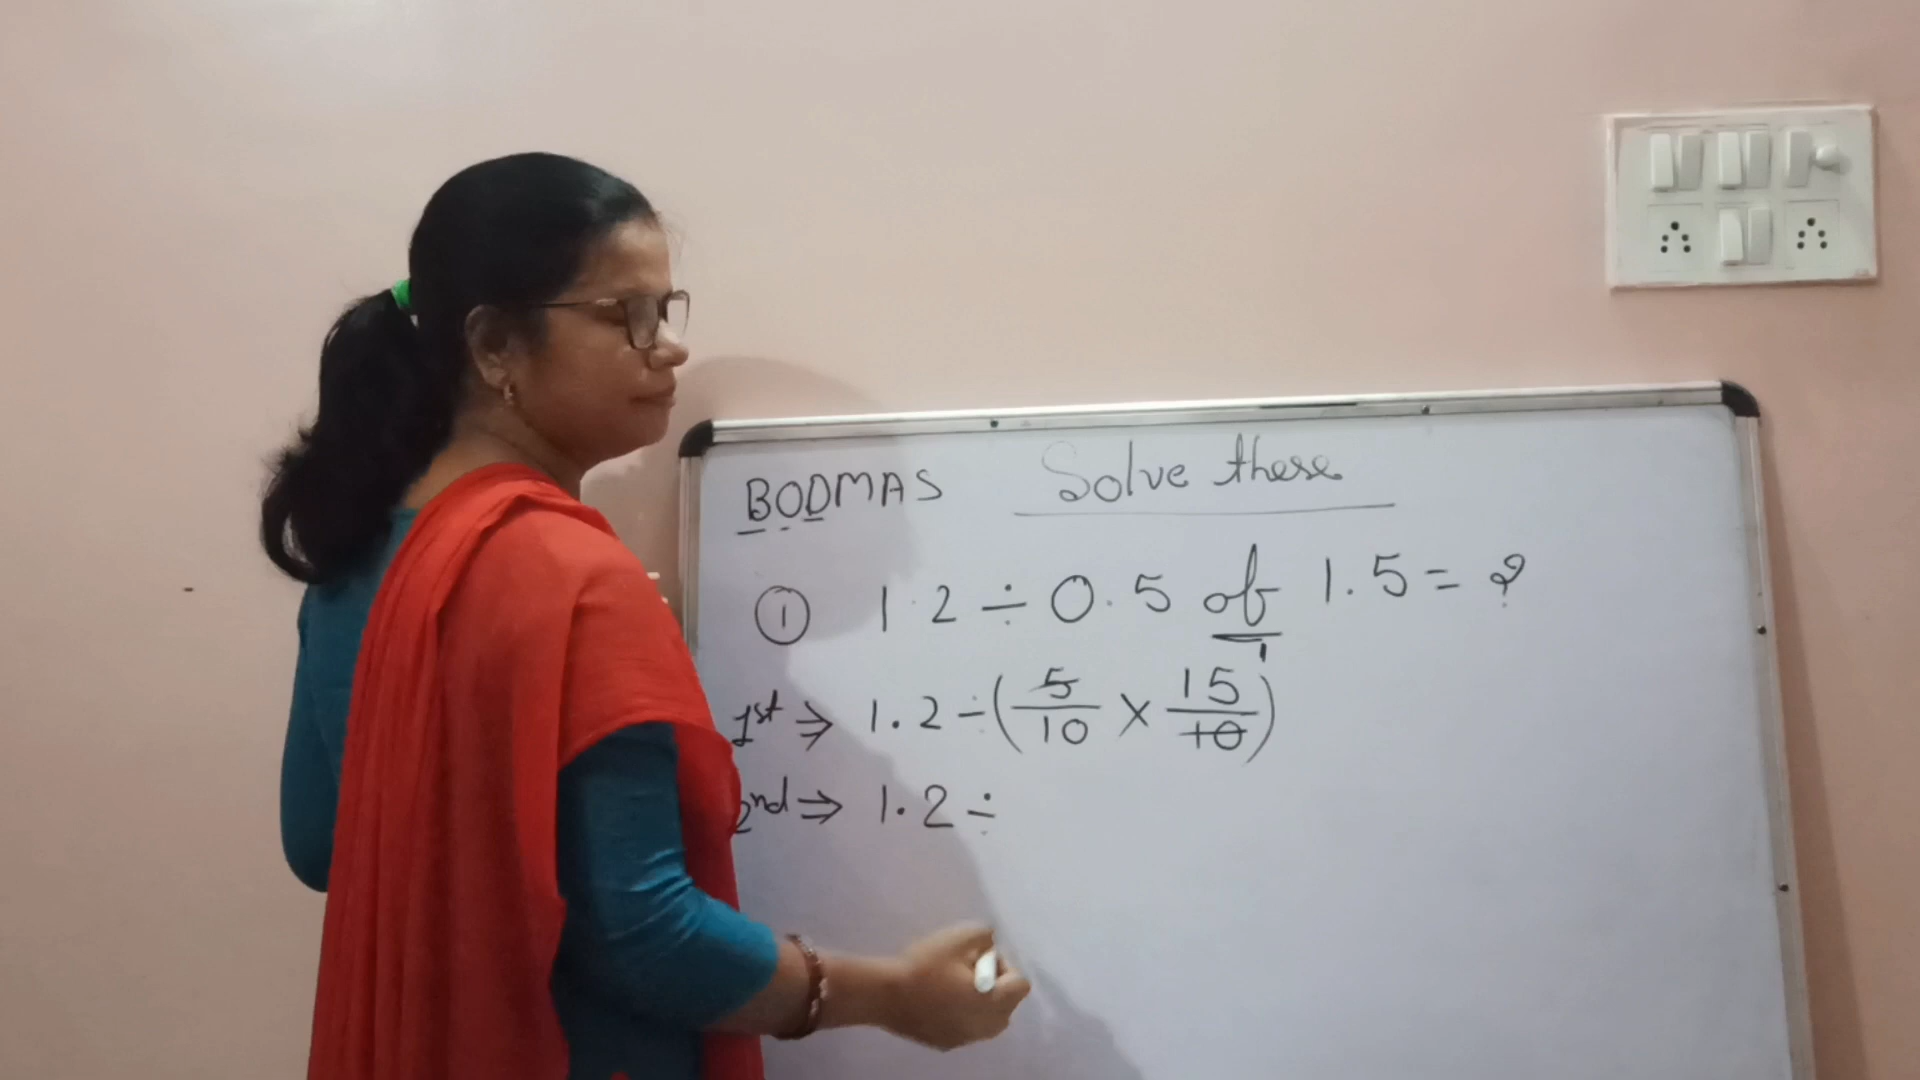 BODMAS Solve these
① 1.2 ÷ 0.5 of 1.5 = ?
1st ⇒ 1.2 ÷ (5/10 × 15/10)
2nd ⇒ 1.2 ÷